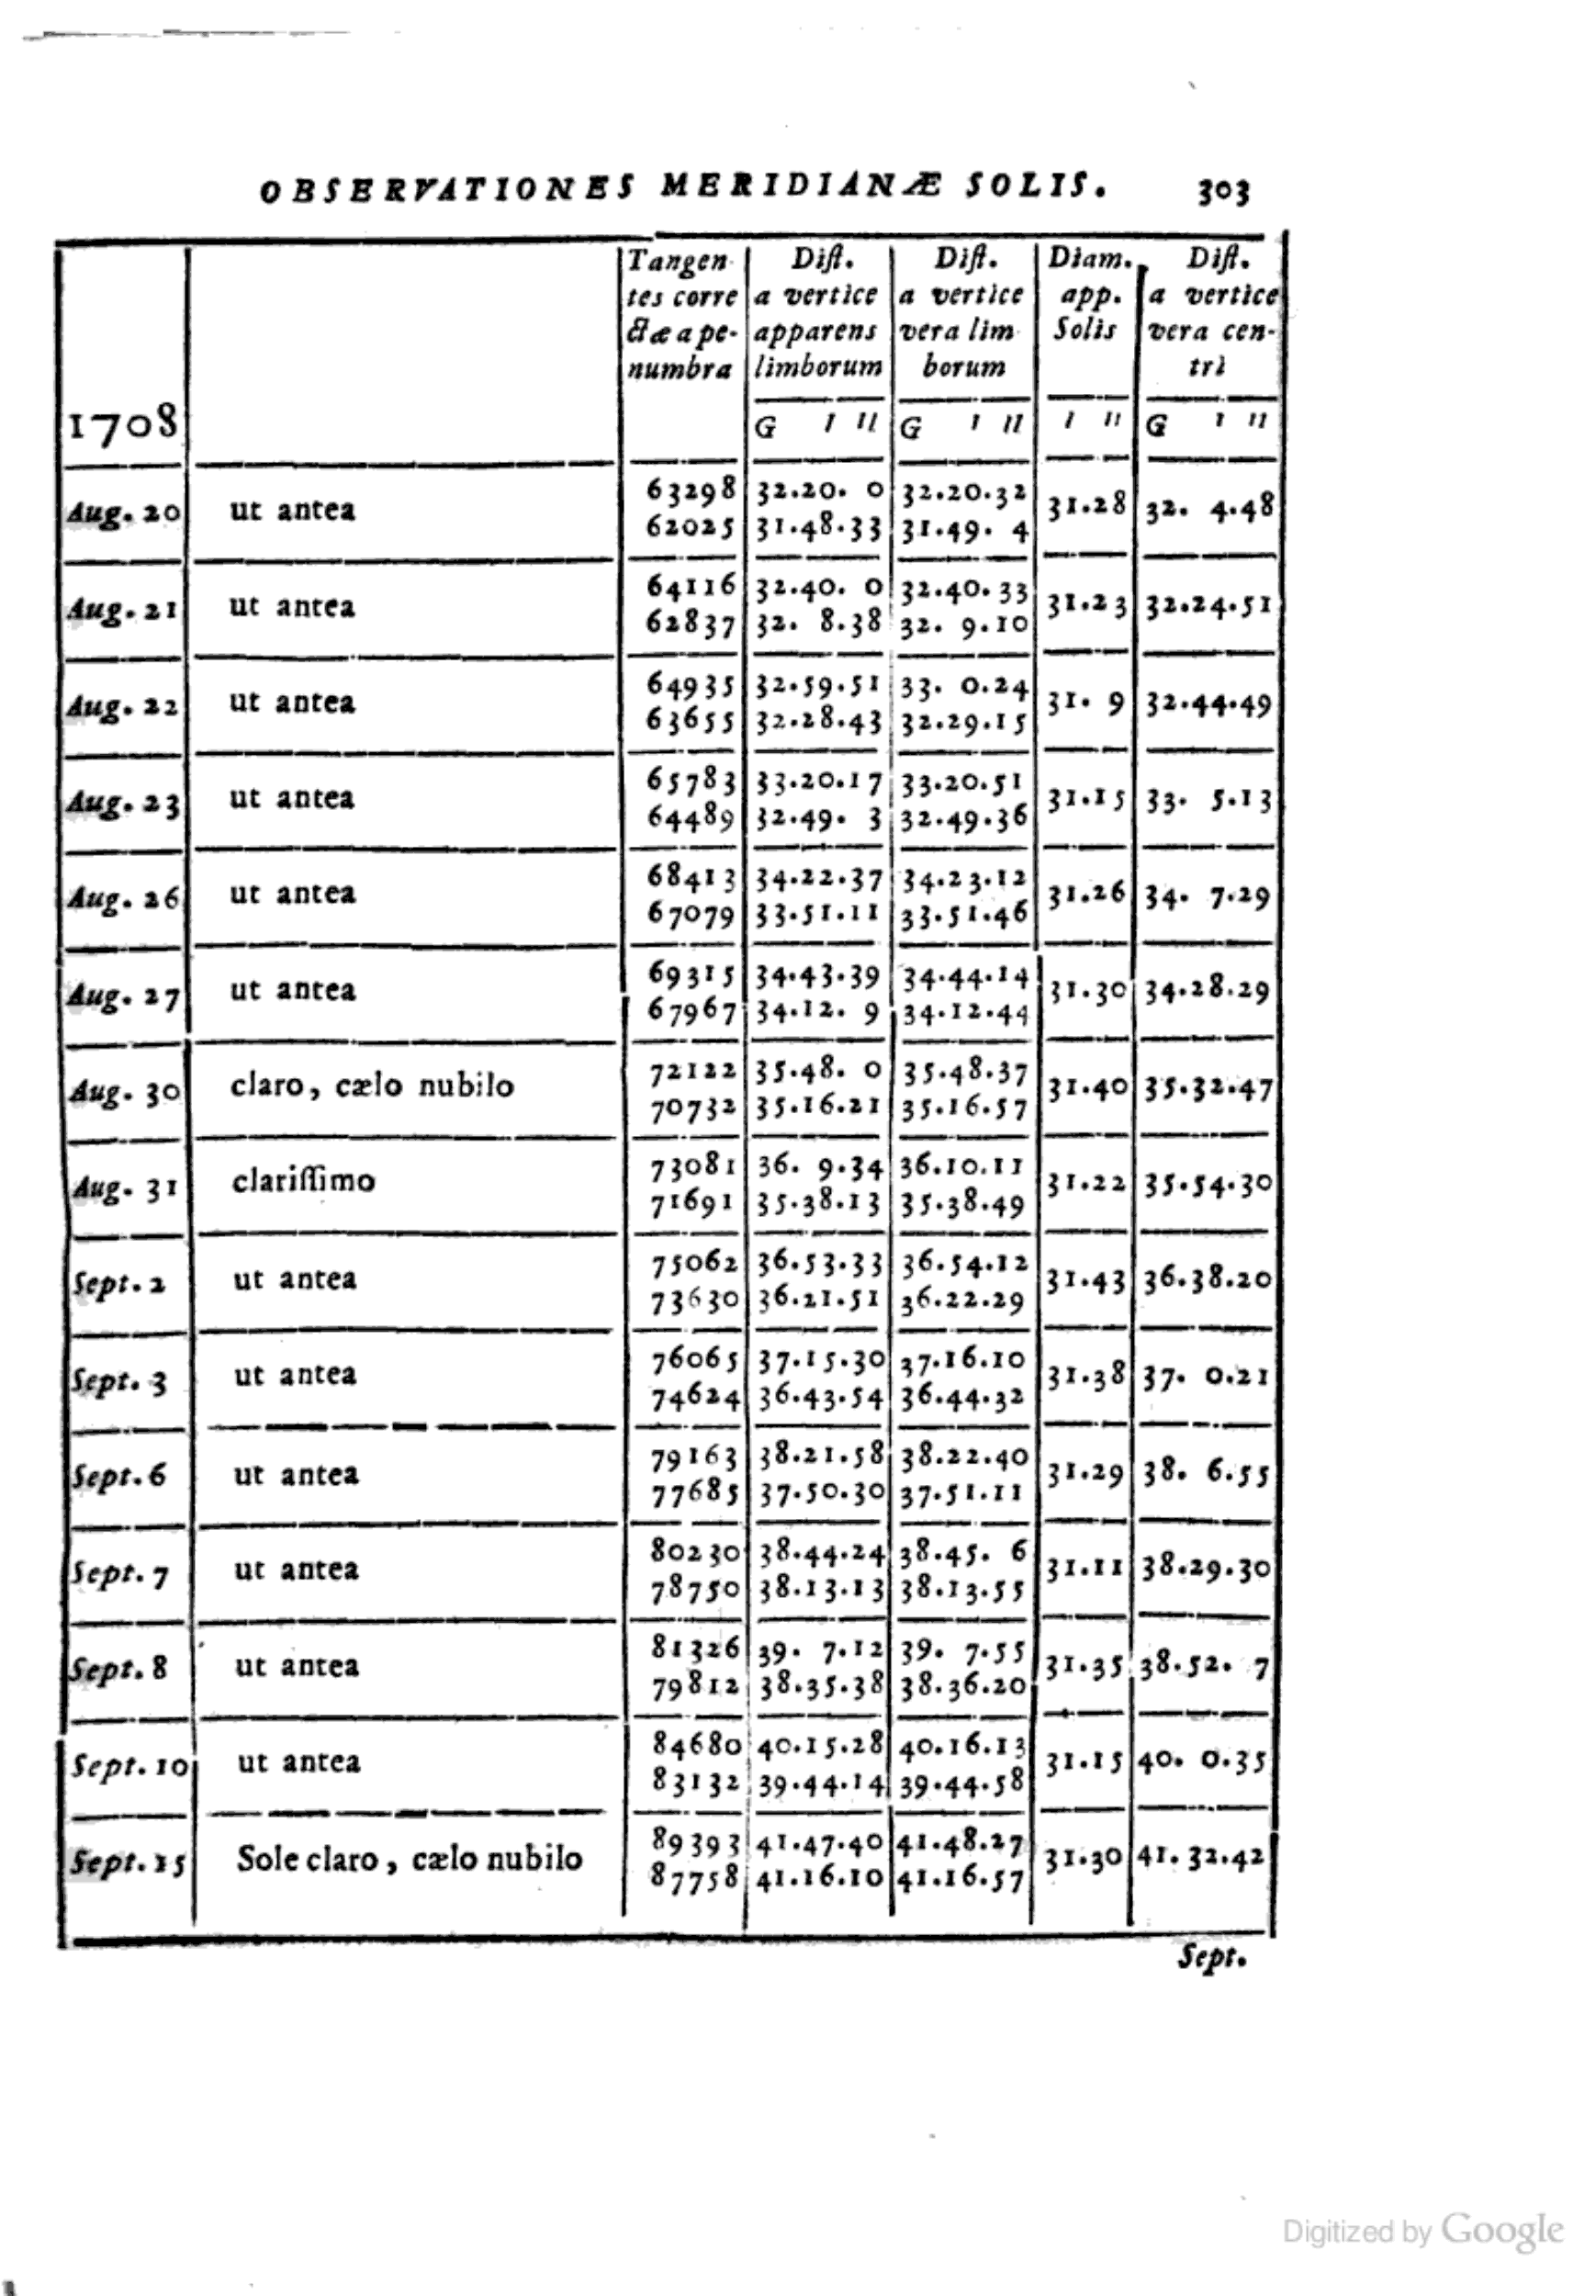 OBSERVATIONES MERIDIANÆ SOLIS. 303
1708
Tangen
tes corre
ctæ a pe-
numbra
Dist.
a vertice
apparens
limborum
G I II
Dist.
a vertice
vera lim
borum
G I II
Diam.
app.
Solis
I II
Dist.
a vertice
vera cen-
tri
G I II
Aug. 20 ut antea 63298 32.20. 0 32.20.32 31.28 32. 4.48
62025 31.48.33 31.49. 4
Aug. 21 ut antea 64116 32.40. 0 32.40.33 31.23 32.24.51
62837 32. 8.38 32. 9.10
Aug. 22 ut antea 64935 32.59.51 33. 0.24 31. 9 32.44.49
63655 32.28.43 32.29.15
Aug. 23 ut antea 65783 33.20.17 33.20.51 31.15 33. 5.13
64489 32.49. 3 32.49.36
Aug. 26 ut antea 68413 34.22.37 34.23.12 31.26 34. 7.29
67079 33.51.11 33.51.46
Aug. 27 ut antea 69315 34.43.39 34.44.14 31.30 34.28.29
67967 34.12. 9 34.12.44
Aug. 30 claro, cælo nubilo 72122 35.48. 0 35.48.37 31.40 35.32.47
70732 35.16.21 35.16.57
Aug. 31 clarissimo 73081 36. 9.34 36.10.11 31.22 35.54.30
71691 35.38.13 35.38.49
Sept. 2 ut antea 75062 36.53.33 36.54.12 31.43 36.38.20
73630 36.21.51 36.22.29
Sept. 3 ut antea 76065 37.15.30 37.16.10 31.38 37. 0.21
74624 36.43.54 36.44.32
Sept. 6 ut antea 79163 38.21.58 38.22.40 31.29 38. 6.55
77685 37.50.30 37.51.11
Sept. 7 ut antea 80230 38.44.24 38.45. 6 31.11 38.29.30
78750 38.13.13 38.13.55
Sept. 8 ut antea 81326 39. 7.12 39. 7.55 31.35 38.52. 7
79812 38.35.38 38.36.20
Sept. 10 ut antea 84680 40.15.28 40.16.13 31.15 40. 0.35
83132 39.44.14 39.44.58
Sept. 15 Sole claro, cælo nubilo 89393 41.47.40 41.48.27 31.30 41.32.42
87758 41.16.10 41.16.57
Sept.
Digitized by Google